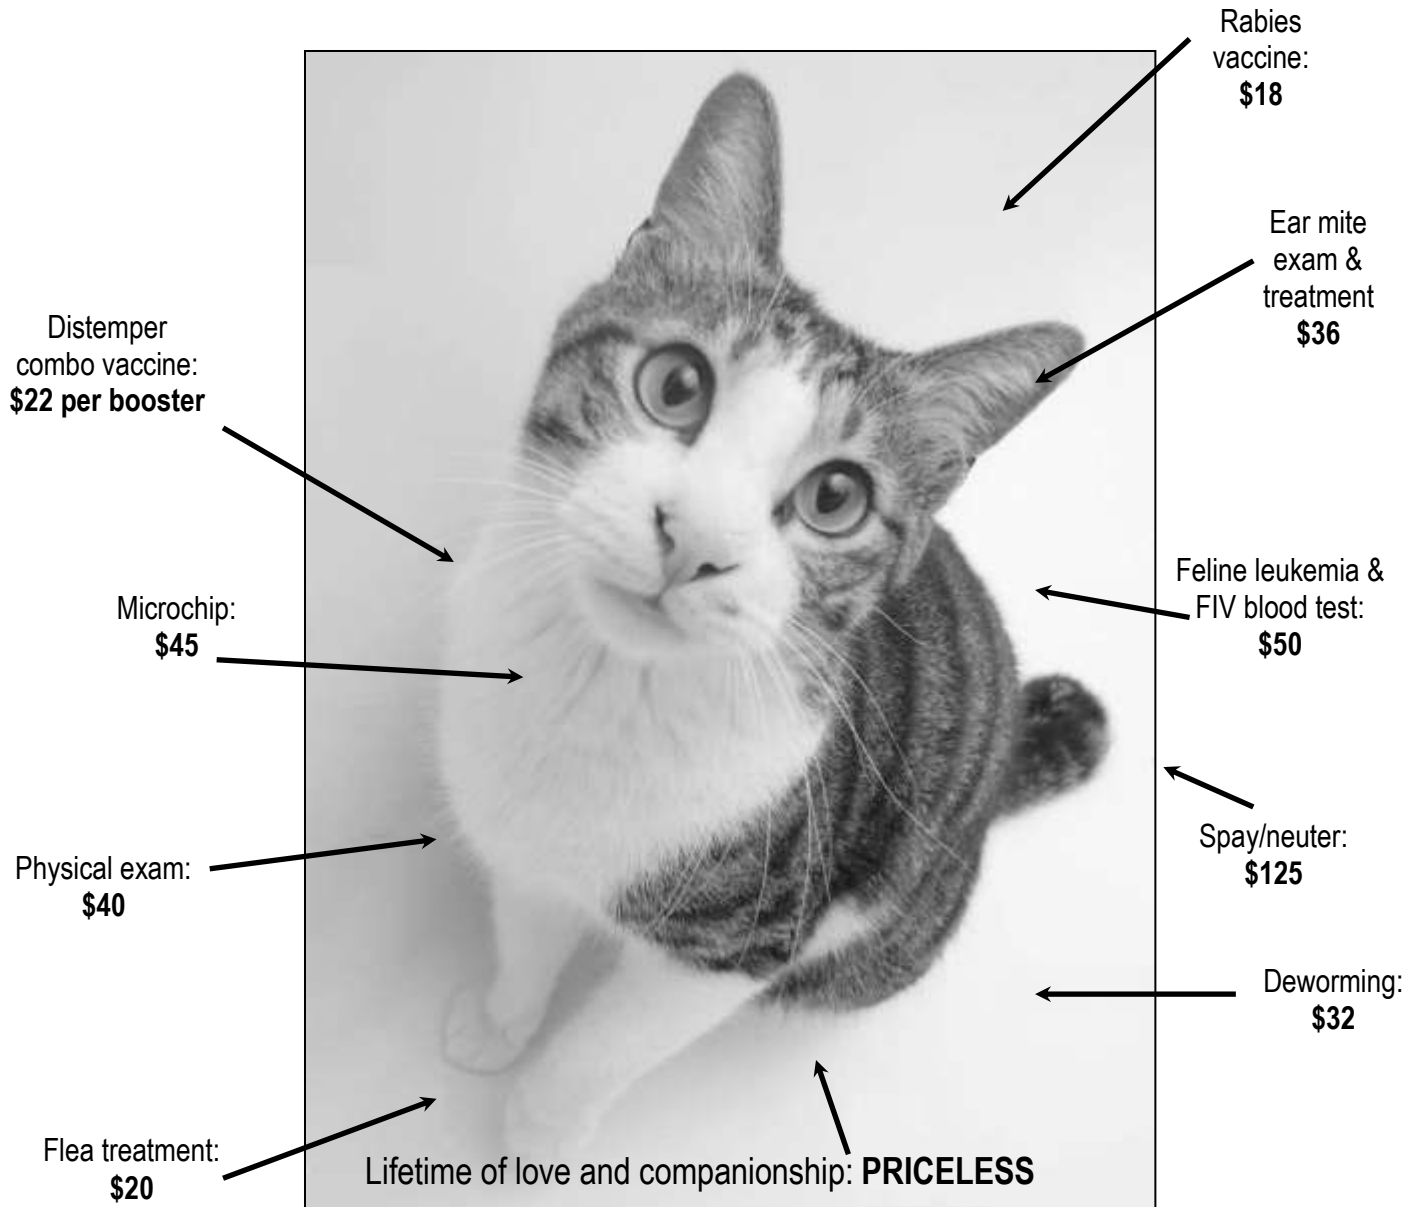 Rabies
vaccine:
$18
Ear mite
exam &
treatment
$36
Distemper
combo vaccine:
$22 per booster
Feline leukemia &
FIV blood test:
$50
Microchip:
$45
Spay/neuter:
$125
Physical exam:
$40
Deworming:
$32
Flea treatment:
$20
Lifetime of love and companionship: PRICELESS